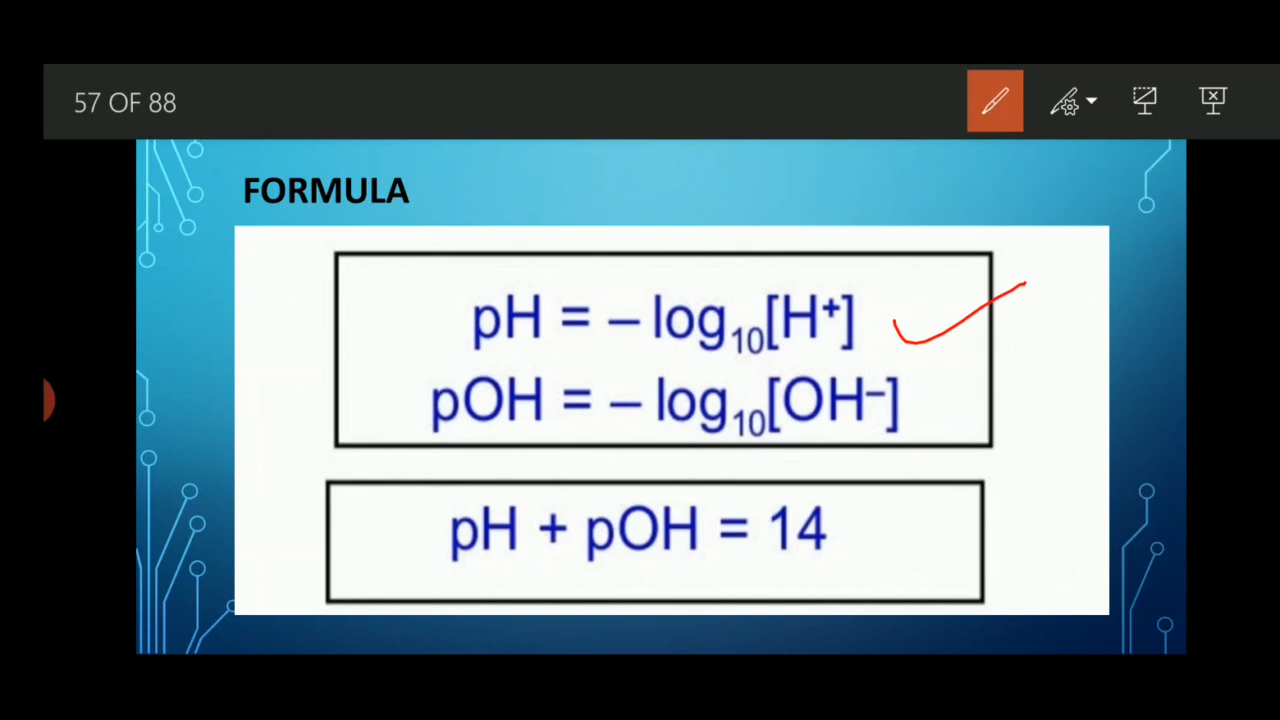 57 OF 88
FORMULA
pH = – log₁₀[H⁺]
pOH = – log₁₀[OH⁻]
pH + pOH = 14